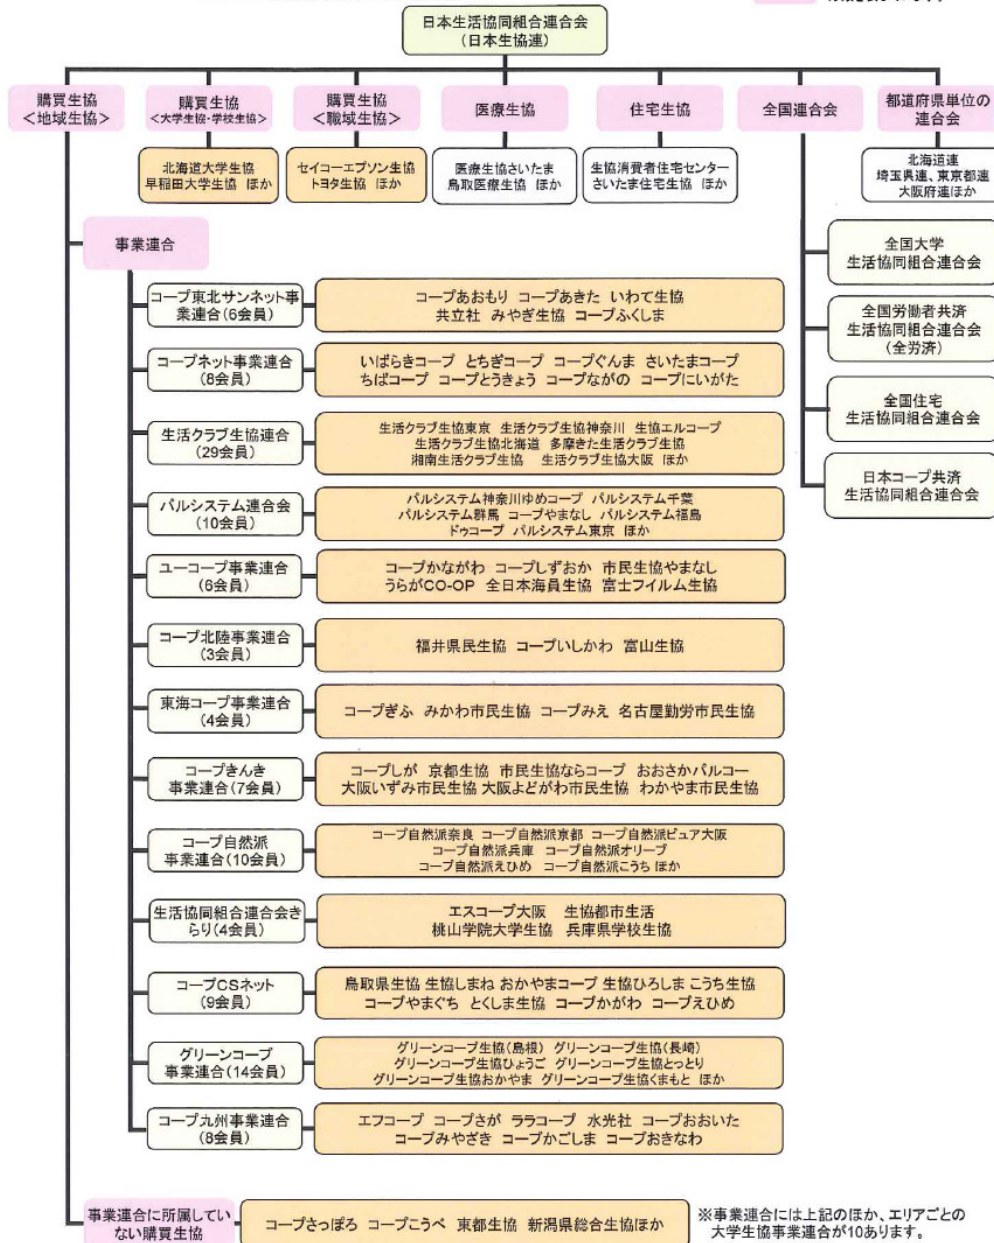 日本生活協同組合連合会
(日本生協連)
購買生協
<地域生協>
購買生協
<大学生協・学校生協>
購買生協
<職域生協>
医療生協
住宅生協
全国連合会
都道府県単位の
連合会
北海道大学生協
早稲田大学生協 ほか
セイコーエプソン生協
トヨタ生協 ほか
医療生協さいたま
鳥取医療生協 ほか
生協消費者住宅センター
さいたま住宅生協 ほか
北海道連
埼玉県連、東京都連
大阪府連ほか
全国大学
生活協同組合連合会
全国労働者共済
生活協同組合連合会
(全労済)
全国住宅
生活協同組合連合会
日本コープ共済
生活協同組合連合会
事業連合
コープ東北サンネット事
業連合(6会員)
コープあおもり コープあきた いわて生協
共立社 みやぎ生協 コープふくしま
コープネット事業連合
(8会員)
いばらきコープ とちぎコープ コープぐんま さいたまコープ
ちばコープ コープとうきょう コープながの コープにいがた
生活クラブ生協連合
(29会員)
生活クラブ生協東京 生活クラブ生協神奈川 生協エルコープ
生活クラブ生協北海道 多摩きた生活クラブ生協
湘南生活クラブ生協 生活クラブ生協大阪 ほか
パルシステム連合会
(10会員)
パルシステム神奈川ゆめコープ パルシステム千葉
パルシステム群馬 コープやまなし パルシステム福島
ドゥコープ パルシステム東京 ほか
ユーコープ事業連合
(6会員)
コープかながわ コープしずおか 市民生協やまなし
うらがCO-OP 全日本海員生協 富士フイルム生協
コープ北陸事業連合
(3会員)
福井県民生協 コープいしかわ 富山生協
東海コープ事業連合
(4会員)
コープぎふ みかわ市民生協 コープみえ 名古屋勤労市民生協
コープきんき
事業連合(7会員)
コープしが 京都生協 市民生協ならコープ おおさかパルコー
大阪いずみ市民生協 大阪よどがわ市民生協 わかやま市民生協
コープ自然派
事業連合(10会員)
コープ自然派奈良 コープ自然派京都 コープ自然派ピュア大阪
コープ自然派兵庫 コープ自然派オリーブ
コープ自然派えひめ コープ自然派こうち ほか
生活協同組合連合会き
らり(4会員)
エスコープ大阪 生協都市生活
桃山学院大学生協 兵庫県学校生協
コープCSネット
(9会員)
鳥取県生協 生協しまね おかやまコープ 生協ひろしま こうち生協
コープやまぐち とくしま生協 コープかがわ コープえひめ
グリーンコープ
事業連合(14会員)
グリーンコープ生協(島根) グリーンコープ生協(長崎)
グリーンコープ生協ひょうご グリーンコープ生協とっとり
グリーンコープ生協おかやま グリーンコープ生協くまもと ほか
コープ九州事業連合
(8会員)
エフコープ コープさが ララコープ 水光社 コープおおいた
コープみやざき コープかごしま コープおきなわ
事業連合に所属してい
ない購買生協
コープさっぽろ コープこうべ 東都生協 新潟県総合生協ほか
※事業連合には上記のほか、エリアごとの
大学生協事業連合が10あります。